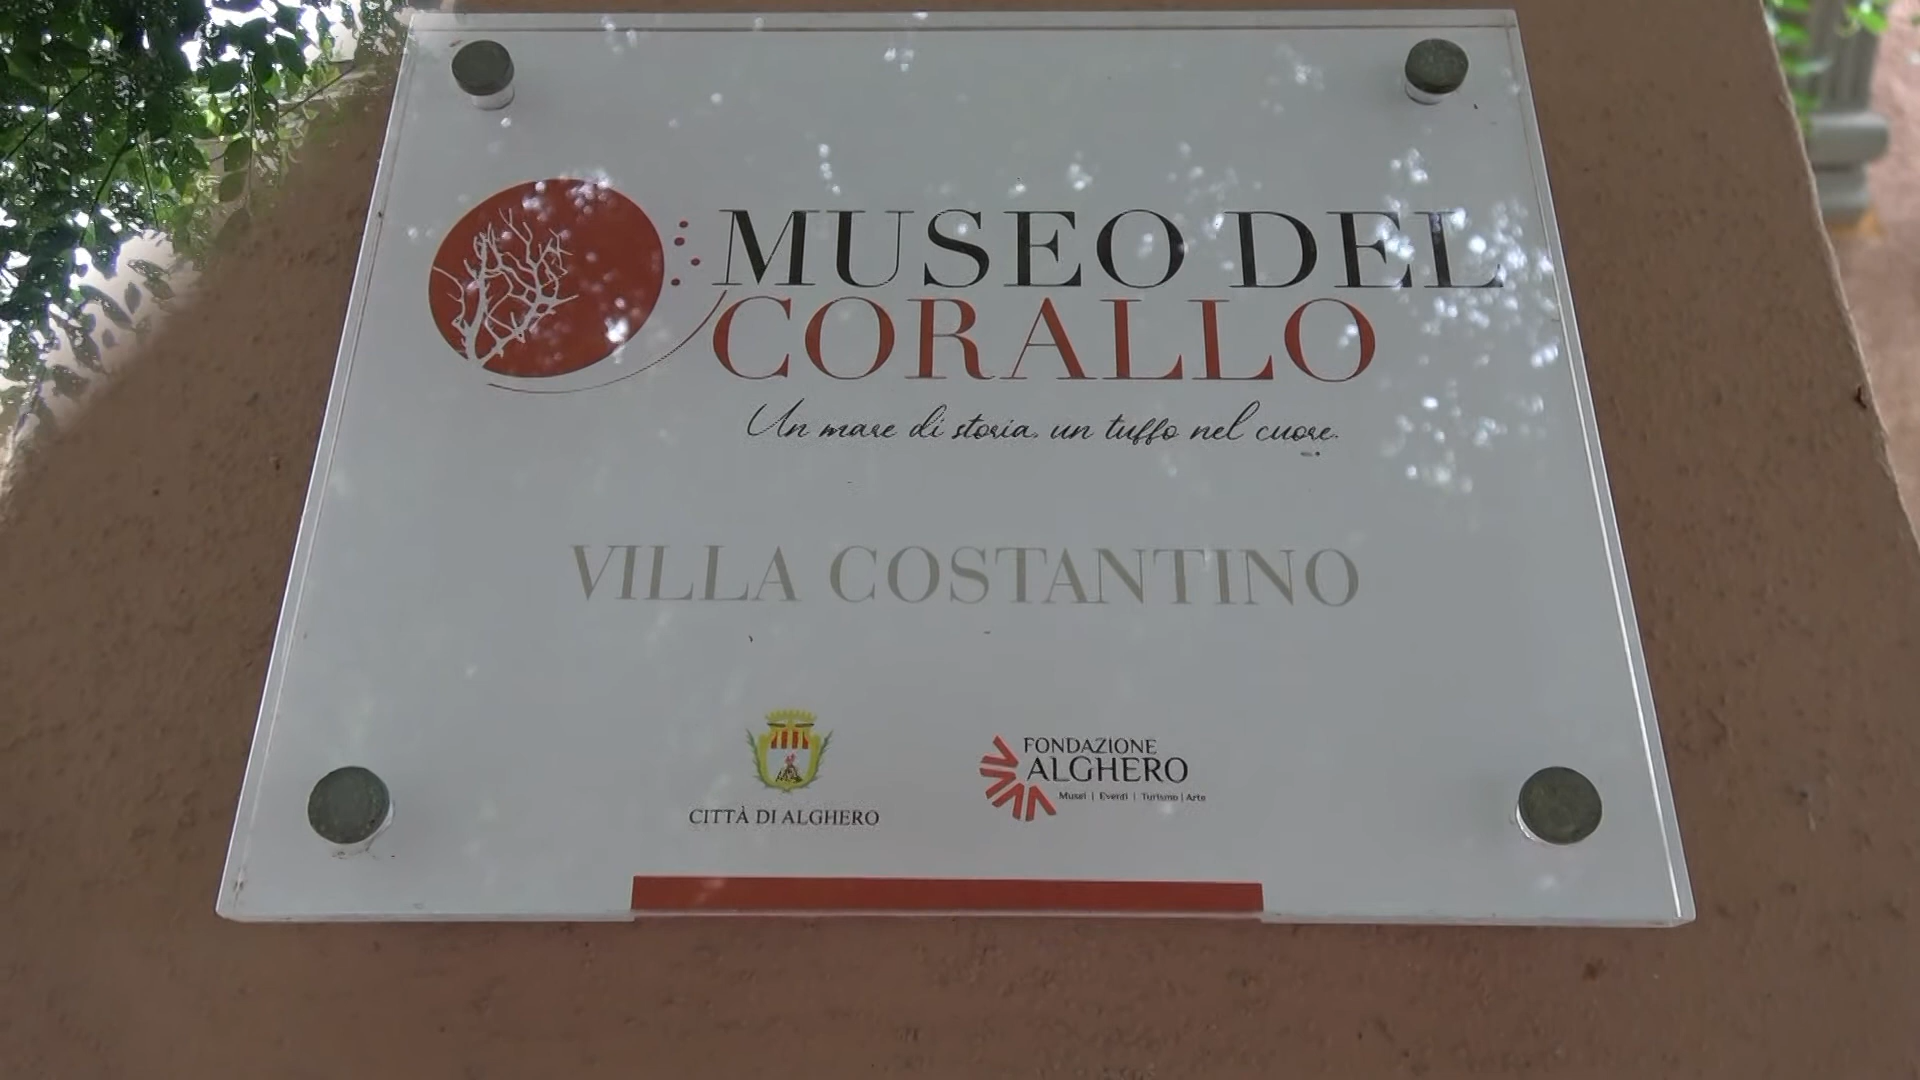 MUSEO DEL
CORALLO
Un mare di storia, un tuffo nel cuore.
VILLA COSTANTINO
CITTÀ DI ALGHERO
FONDAZIONE
ALGHERO
Musei | Eventi | Turismo | Arte